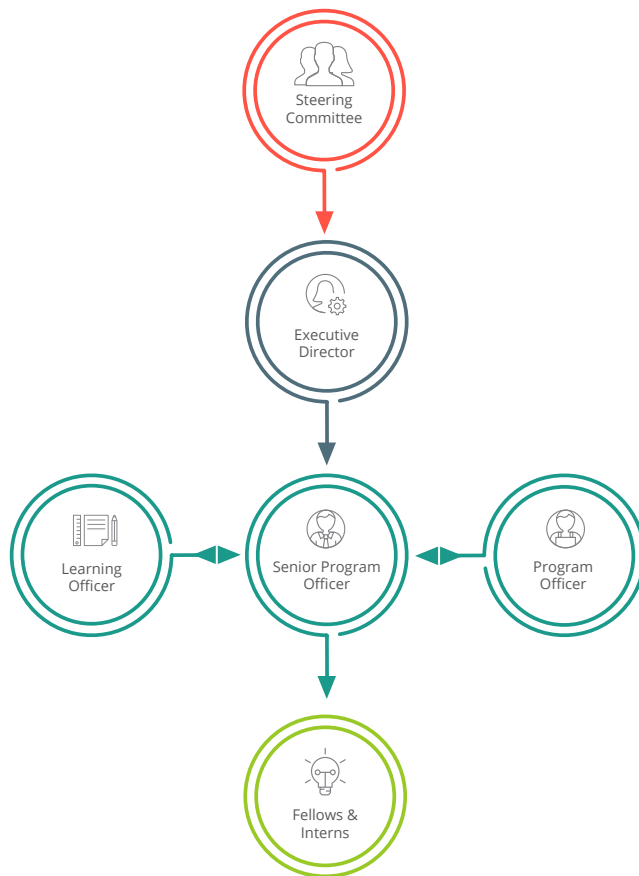 Steering
Committee
Executive
Director
Learning
Officer
Senior Program
Officer
Program
Officer
Fellows &
Interns